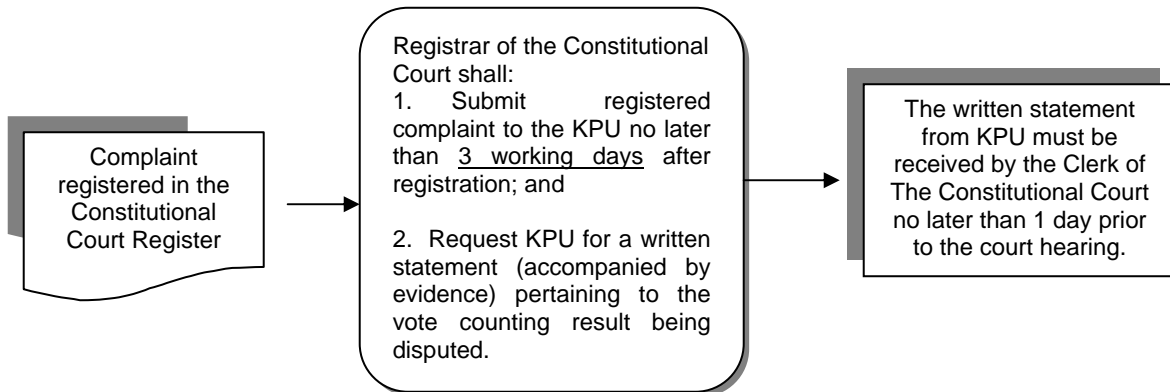 Complaint
registered in the
Constitutional
Court Register
Registrar of the Constitutional
Court shall:
1. Submit registered
complaint to the KPU no later
than 3 working days after
registration; and
2. Request KPU for a written
statement (accompanied by
evidence) pertaining to the
vote counting result being
disputed.
The written statement
from KPU must be
received by the Clerk of
The Constitutional Court
no later than 1 day prior
to the court hearing.